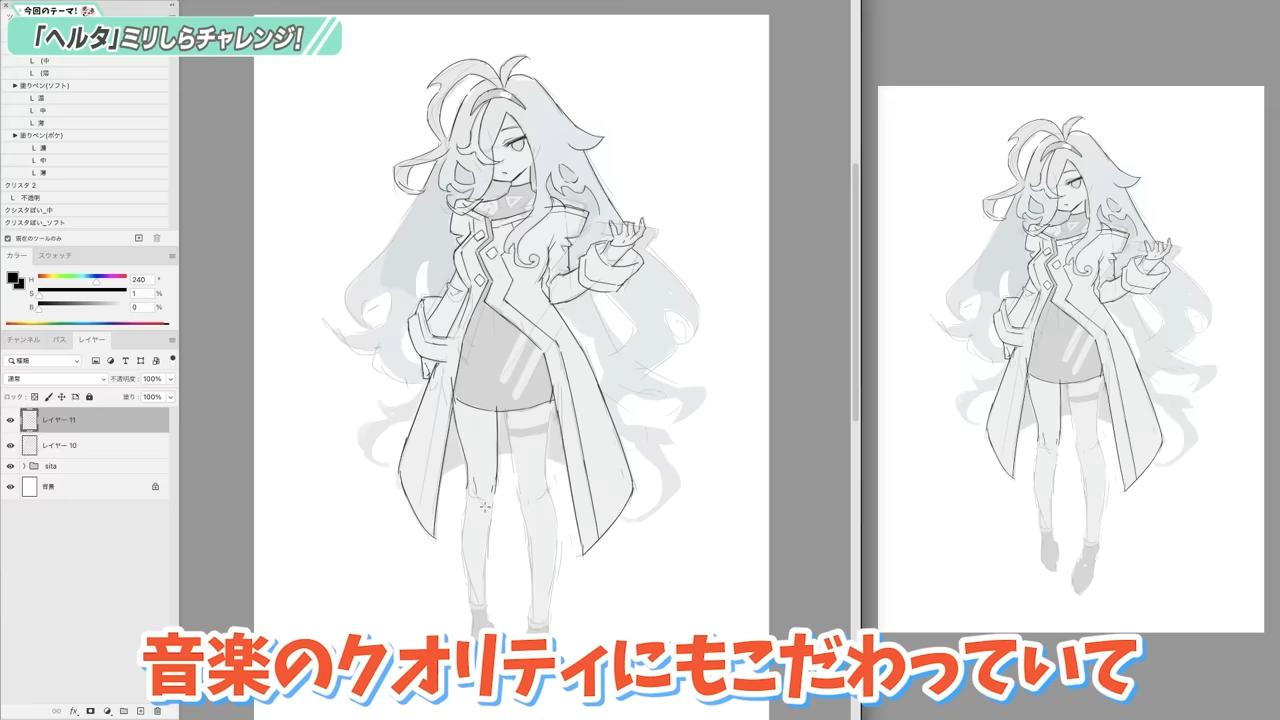 今回のテーマ!
「ヘルタ」ミリしらチャレンジ!
L (中
L (薄
▶ 塗りペン(ソフト)
L 濃
L 中
L 薄
▶ 塗りペン(ボケ)
L 濃
L 中
L 薄
クリスタ 2
L 不透明
クシスタぽい_中
クリスタぽい_ソフト
現在のツールのみ
カラー スウォッチ
H 240 °
S 1 %
B 0 %
チャンネル パス レイヤー
種類
通常 不透明度: 100%
ロック: 塗り: 100%
レイヤー 11
レイヤー 10
sita
背景
fx
音楽のクオリティにもこだわっていて